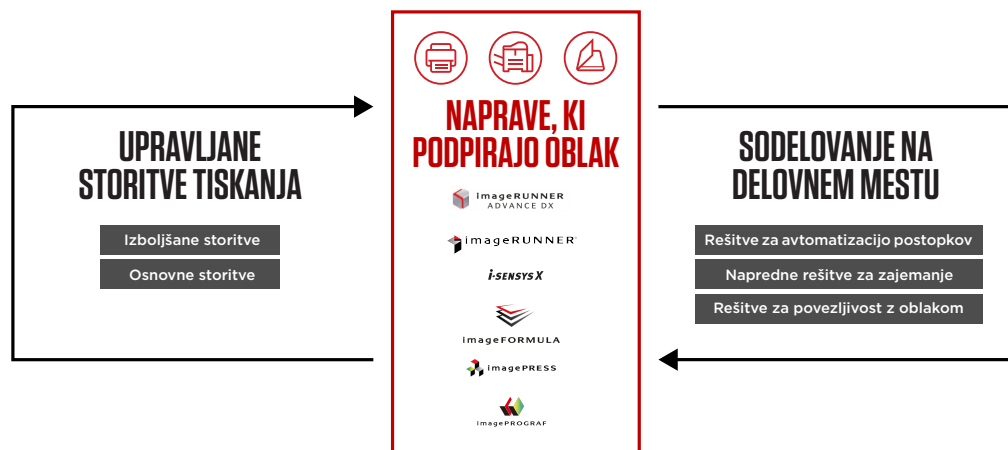 UPRAVLJANE
STORITVE TISKANJA
Izboljšane storitve
Osnovne storitve
NAPRAVE, KI
PODPIRAJO OBLAK
imageRUNNER
ADVANCE DX
imageRUNNER
i-SENSYS X
imageFORMULA
imagePRESS
imagePROGRAF
SODELOVANJE NA
DELOVNEM MESTU
Rešitve za avtomatizacijo postopkov
Napredne rešitve za zajemanje
Rešitve za povezljivost z oblakom